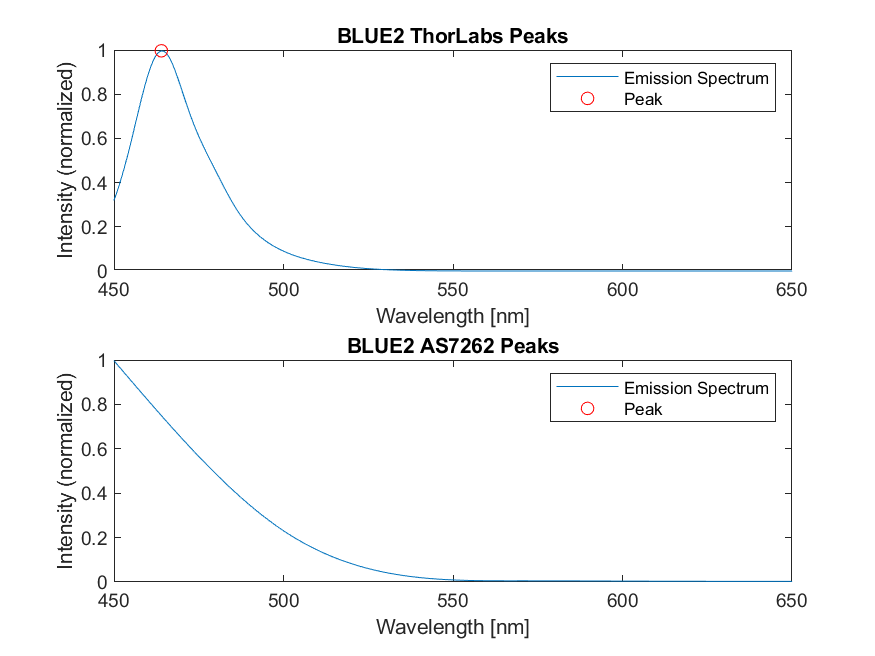 BLUE2 ThorLabs Peaks
Intensity (normalized)
1
0.8
0.6
0.4
0.2
0
Emission Spectrum
Peak
450 500 550 600 650
Wavelength [nm]
BLUE2 AS7262 Peaks
Intensity (normalized)
1
0.8
0.6
0.4
0.2
0
Emission Spectrum
Peak
450 500 550 600 650
Wavelength [nm]